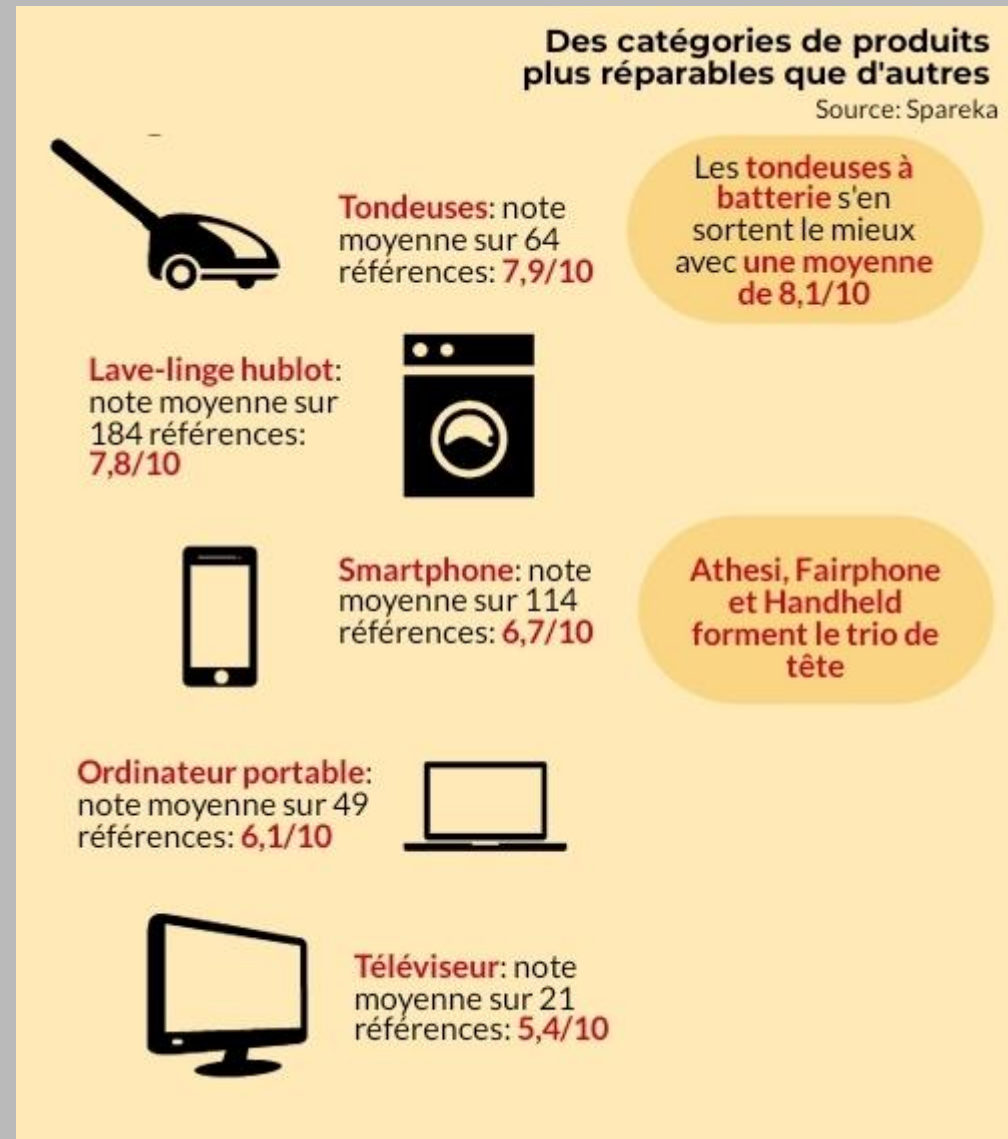 Des catégories de produits
plus réparables que d'autres
Source: Spareka
Tondeuses: note
moyenne sur 64
références: 7,9/10
Les tondeuses à
batterie s'en
sortent le mieux
avec une moyenne
de 8,1/10
Lave-linge hublot:
note moyenne sur
184 références:
7,8/10
Smartphone: note
moyenne sur 114
références: 6,7/10
Athesi, Fairphone
et Handheld
forment le trio de
tête
Ordinateur portable:
note moyenne sur 49
références: 6,1/10
Téléviseur: note
moyenne sur 21
références: 5,4/10